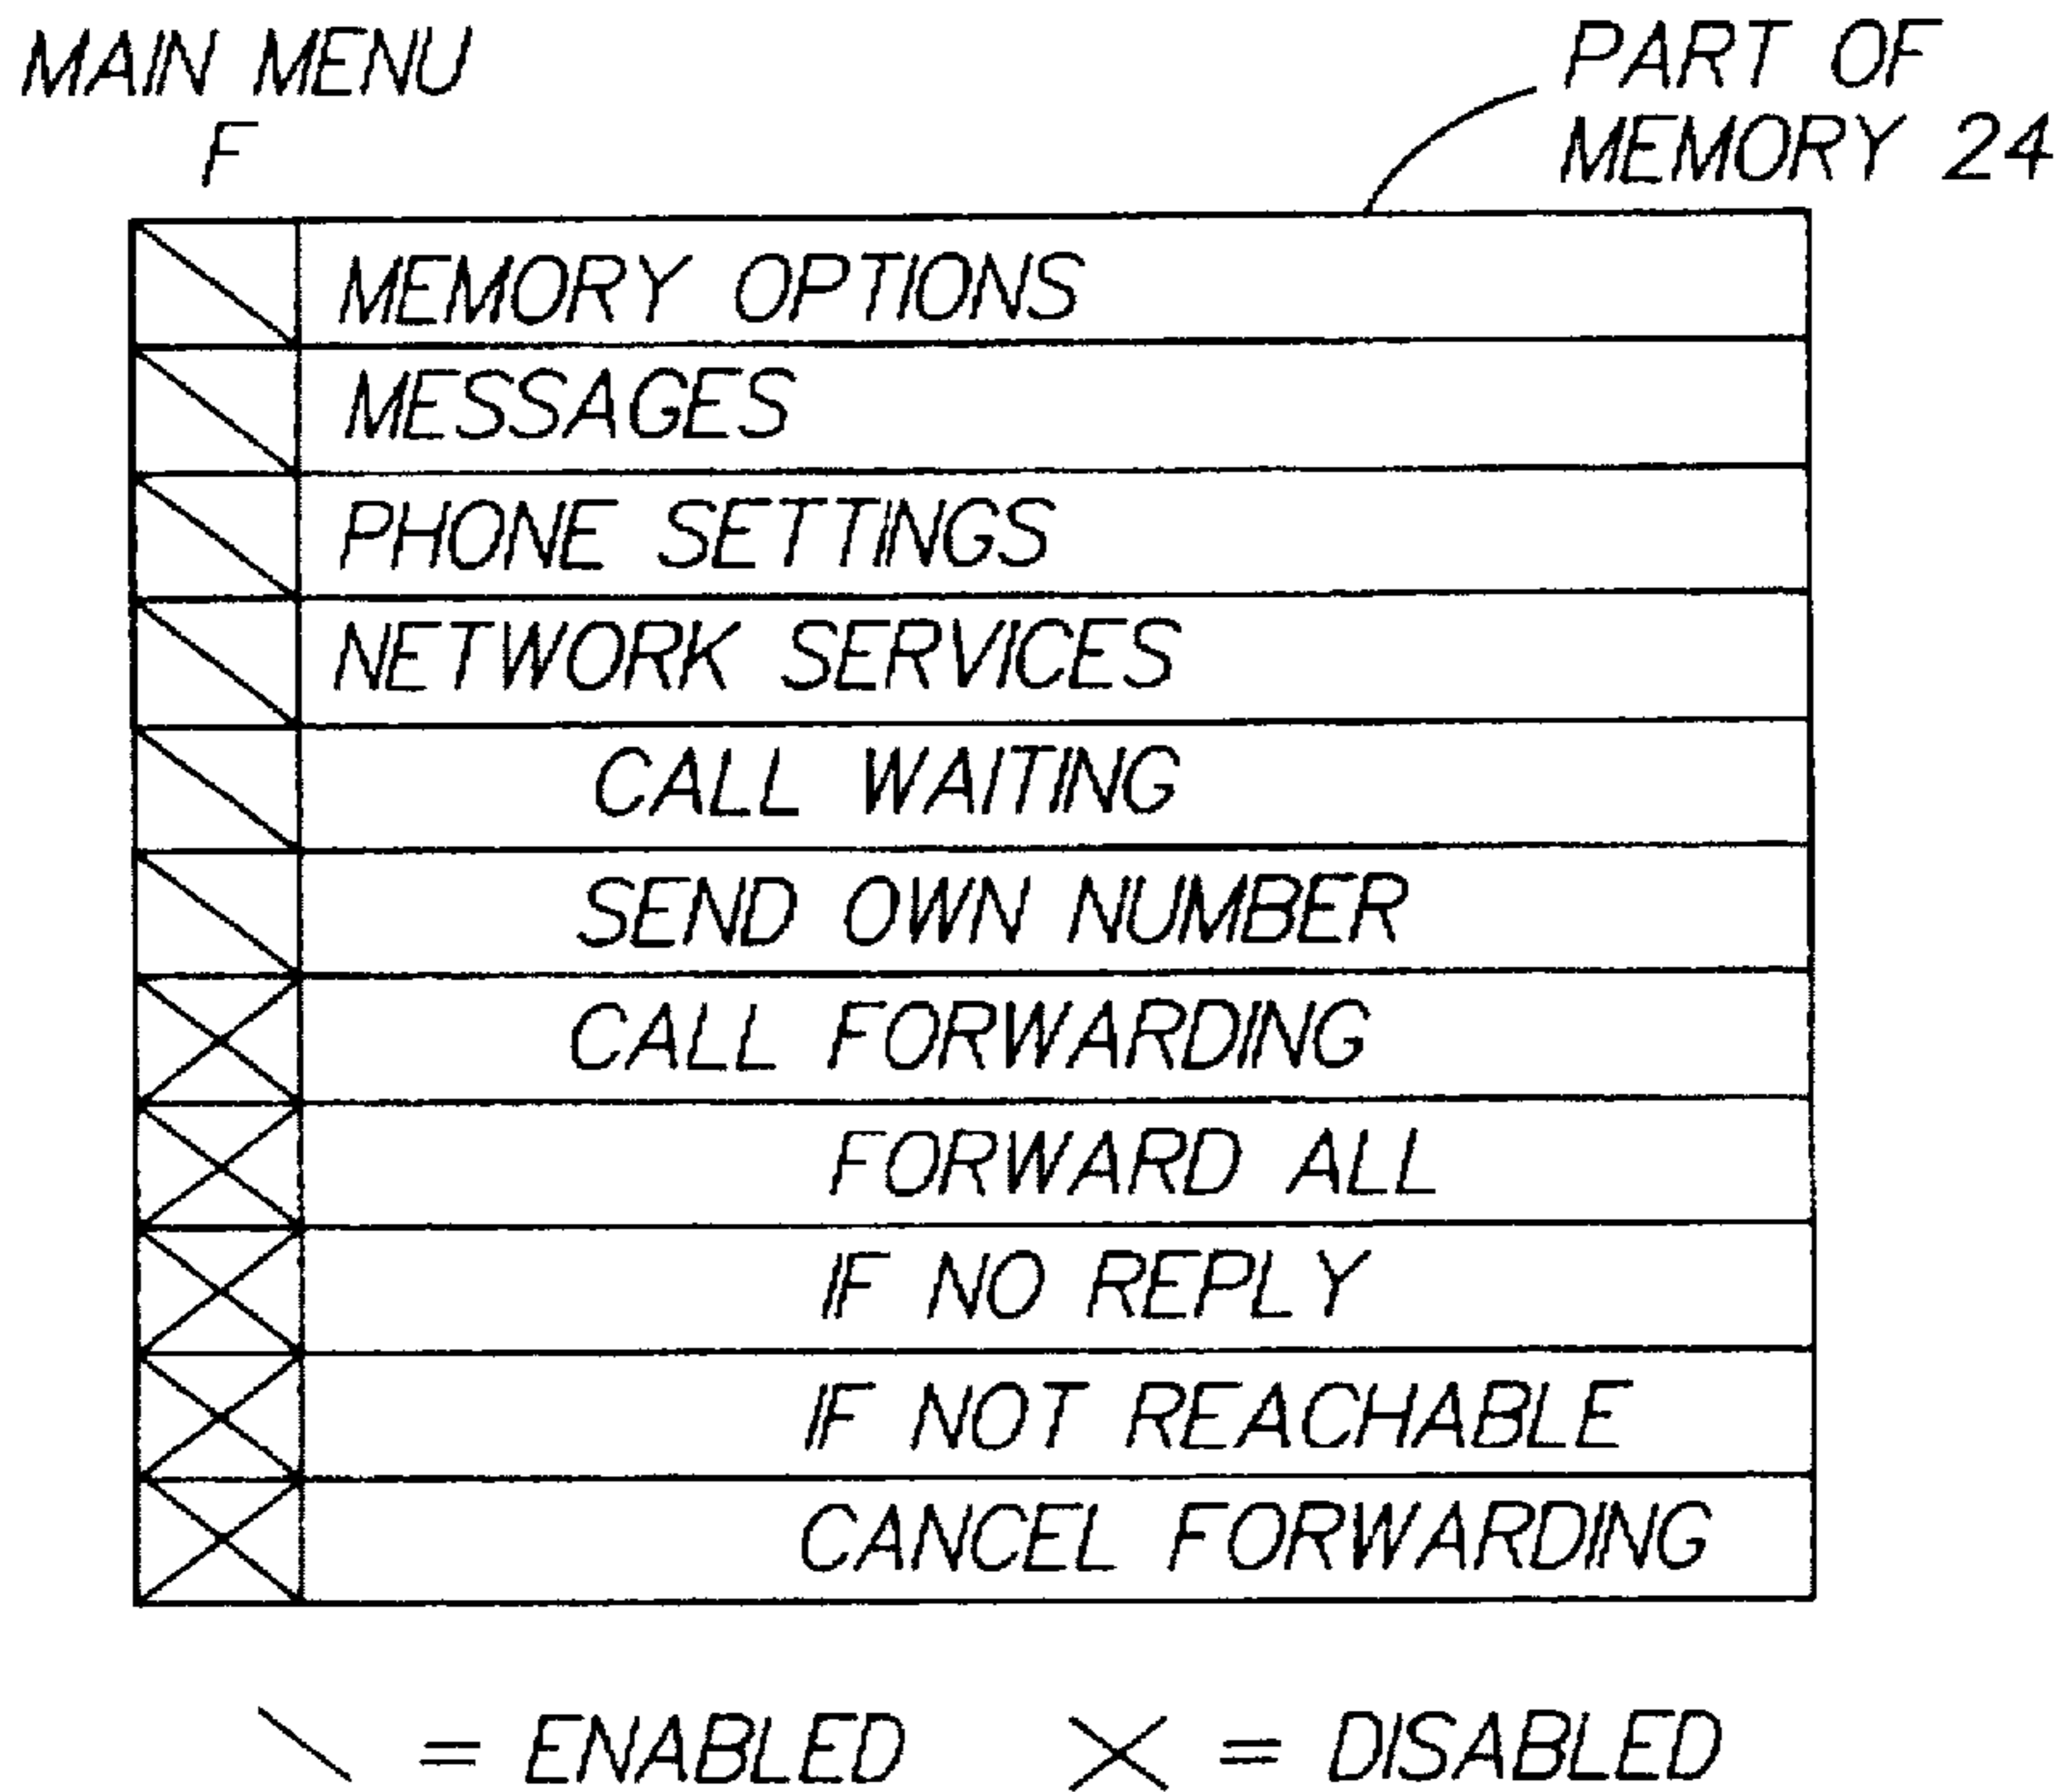 MAIN MENU
F
PART OF
MEMORY 24
MEMORY OPTIONS
MESSAGES
PHONE SETTINGS
NETWORK SERVICES
CALL WAITING
SEND OWN NUMBER
CALL FORWARDING
FORWARD ALL
IF NO REPLY
IF NOT REACHABLE
CANCEL FORWARDING
\ = ENABLED X = DISABLED